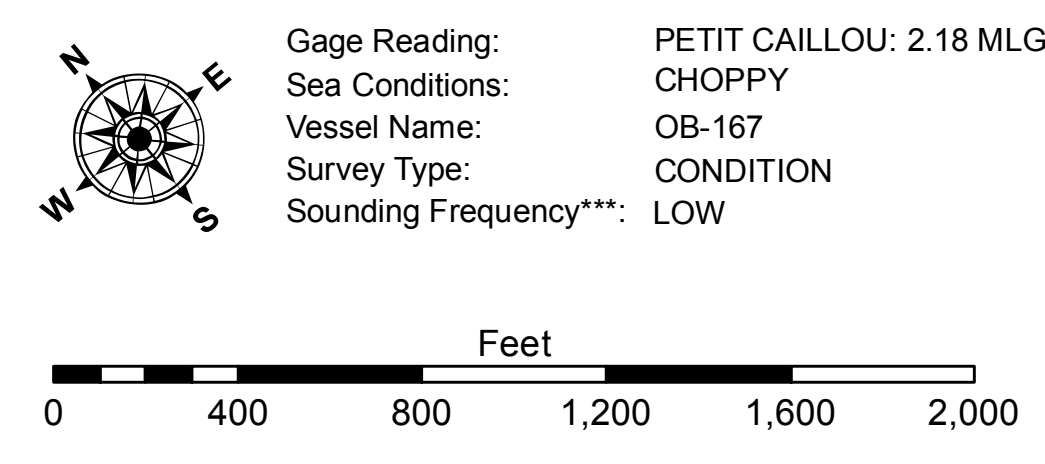 N
E
W
S
Gage Reading: PETIT CAILLOU: 2.18 MLG
Sea Conditions: CHOPPY
Vessel Name: OB-167
Survey Type: CONDITION
Sounding Frequency***: LOW
Feet
0 400 800 1,200 1,600 2,000